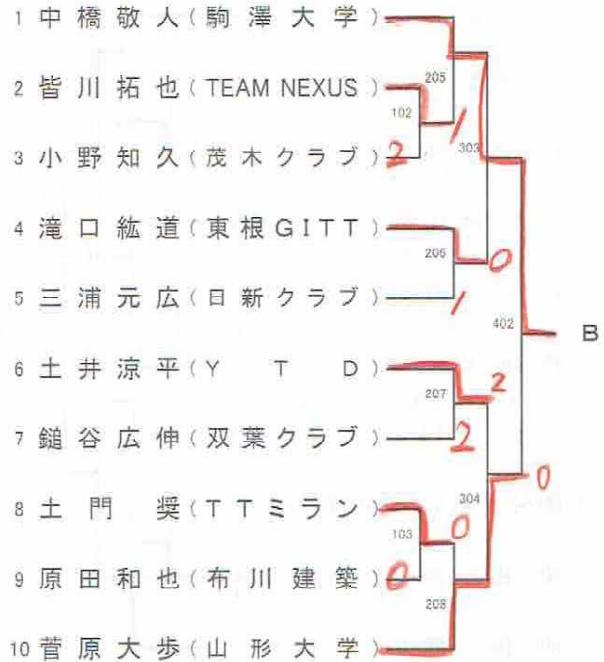 1 中橋敬人(駒澤大学)
205
2 皆川拓也(TEAM NEXUS)
102
1
303
3 小野知久(茂木クラブ)
2
4 滝口紘道(東根GITT)
206
0
5 三浦元広(日新クラブ)
1
402
B
6 土井涼平(YTD)
207
2
7 鎚谷広伸(双葉クラブ)
2
0
304
8 土門 奨(TTミラン)
103
0
9 原田和也(布川建築)
0
208
10 菅原大歩(山形大学)